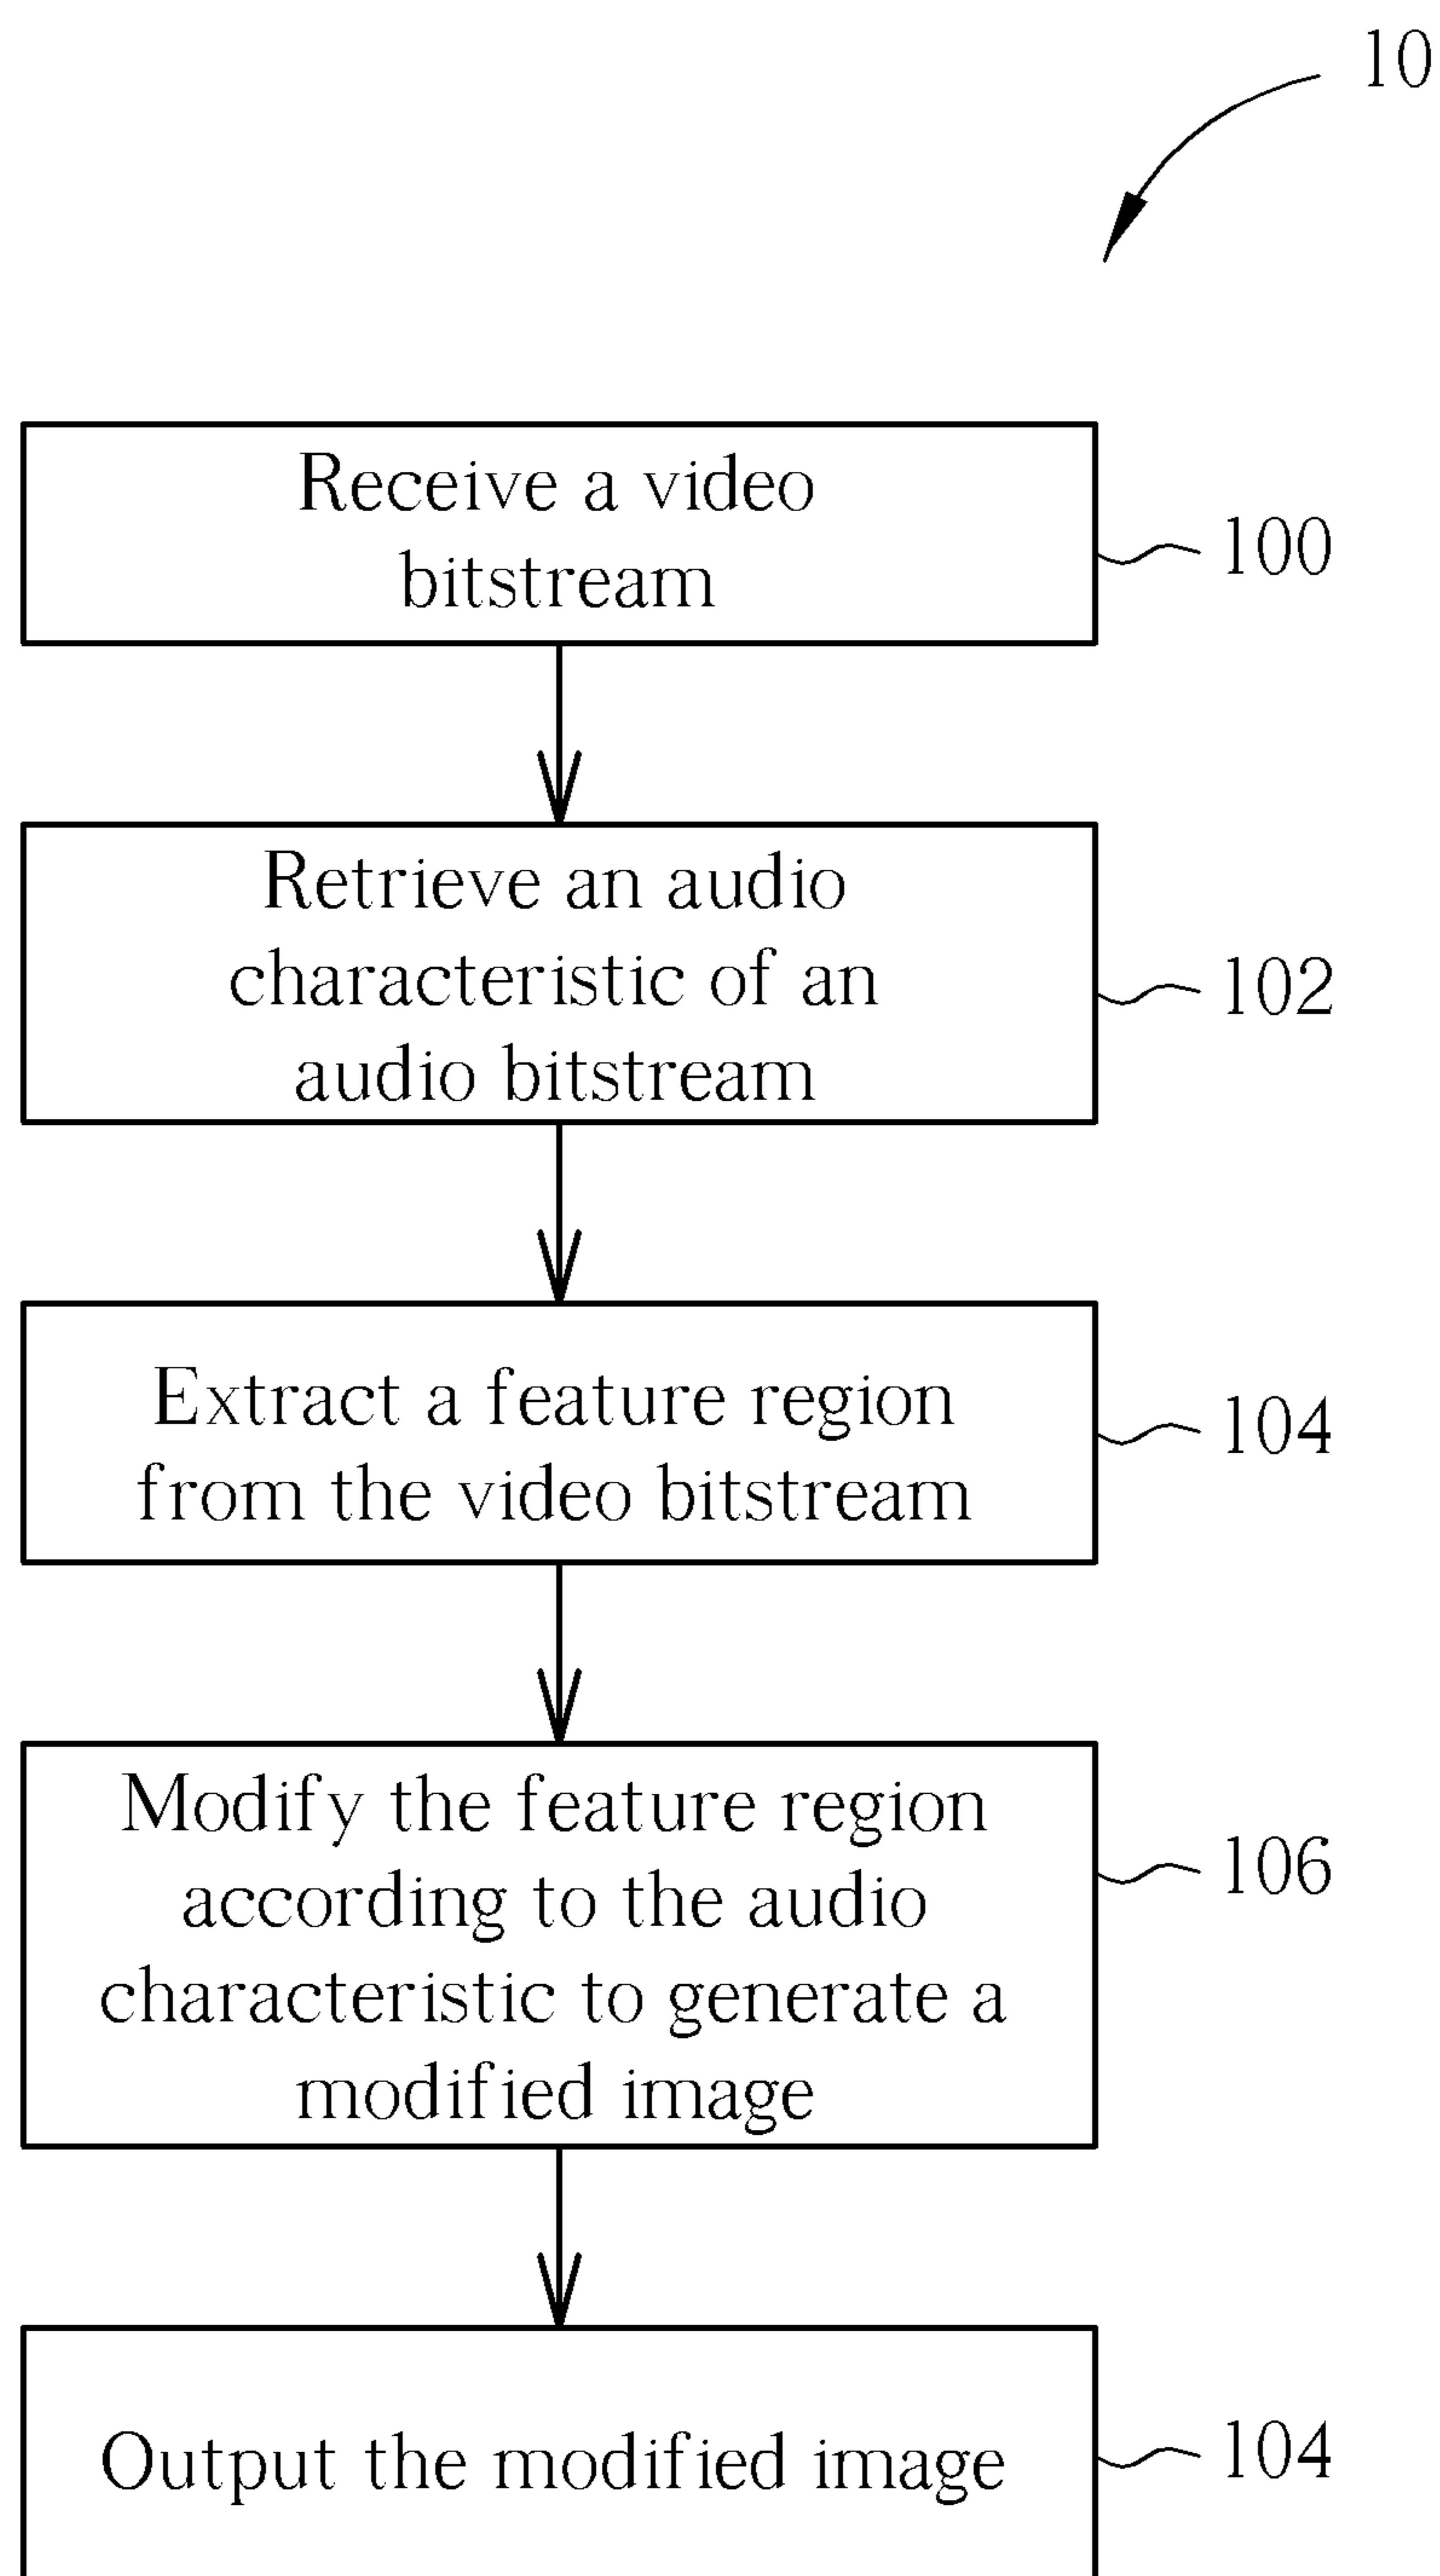 10
Receive a video
bitstream
100
Retrieve an audio
characteristic of an
audio bitstream
102
Extract a feature region
from the video bitstream
104
Modify the feature region
according to the audio
characteristic to generate a
modified image
106
Output the modified image
104